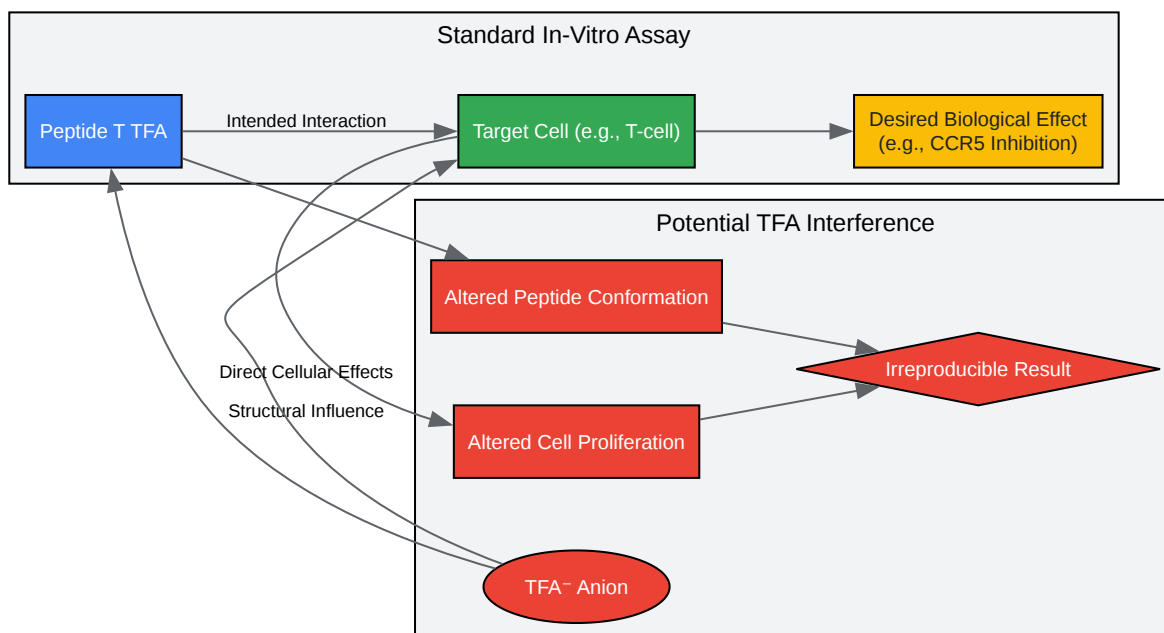 Standard In-Vitro Assay
Peptide T TFA
Intended Interaction
Target Cell (e.g., T-cell)
Desired Biological Effect
(e.g., CCR5 Inhibition)
Potential TFA Interference
Altered Peptide Conformation
Irreproducible Result
Direct Cellular Effects
Structural Influence
Altered Cell Proliferation
TFA⁻ Anion